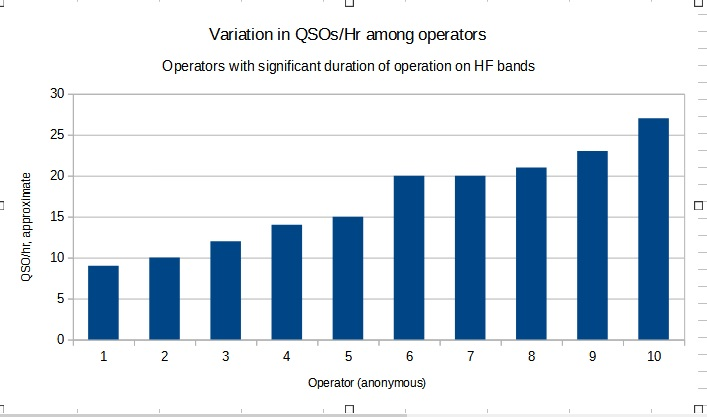 Variation in QSOs/Hr among operators
Operators with significant duration of operation on HF bands
QSO/hr, approximate
30
25
20
15
10
5
0
1 2 3 4 5 6 7 8 9 10
Operator (anonymous)